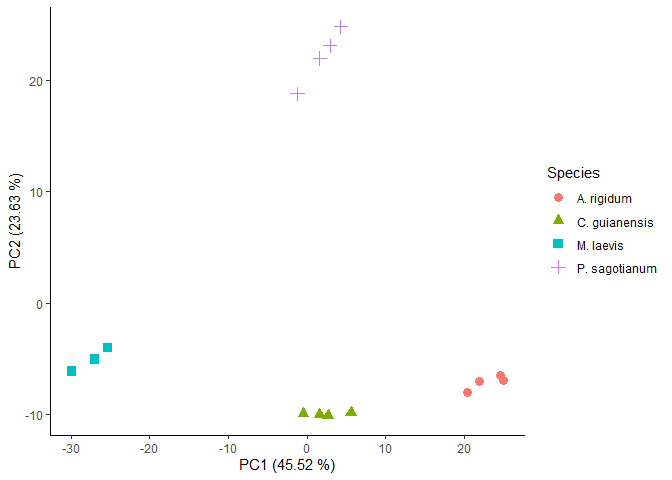 20
10
0
-10
PC2 (23.63 %)
-30
-20
-10
0
10
20
PC1 (45.52 %)
Species
A. rigidum
C. guianensis
M. laevis
P. sagotianum